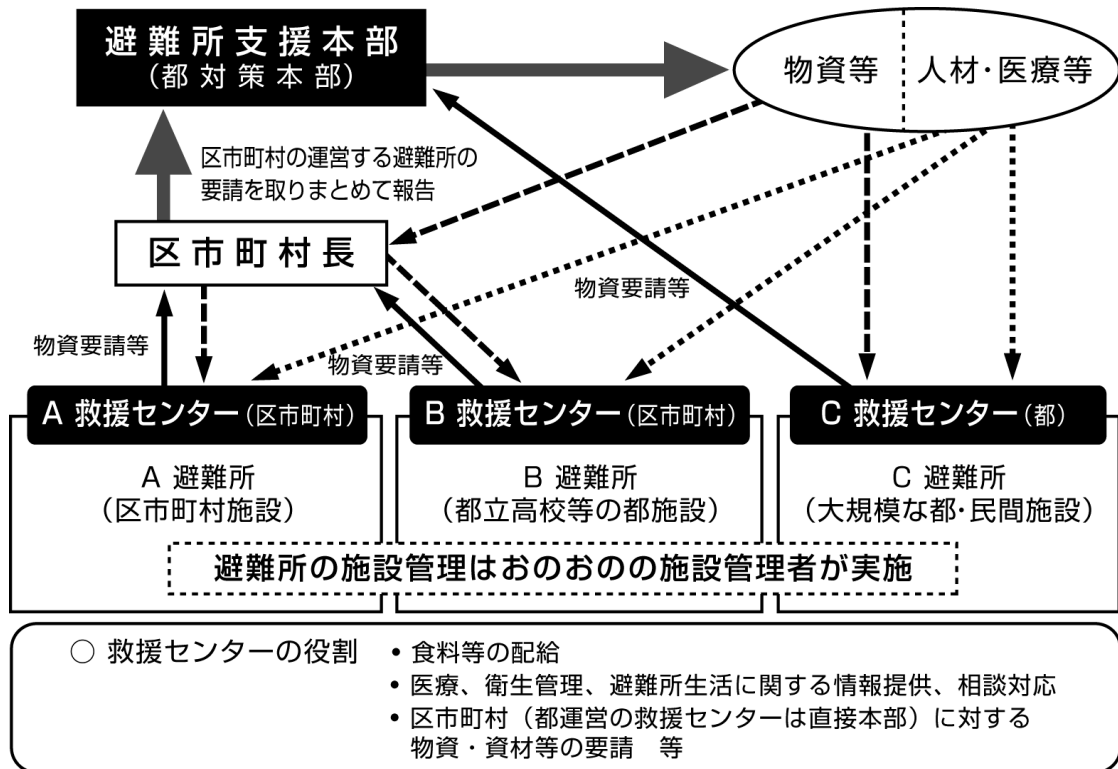 避難所支援本部
（都対策本部）
物資等
人材・医療等
区市町村の運営する避難所の
要請を取りまとめて報告
区市町村長
物資要請等
物資要請等
物資要請等
A 救援センター（区市町村）
A 避難所
（区市町村施設）
B 救援センター（区市町村）
B 避難所
（都立高校等の都施設）
C 救援センター（都）
C 避難所
（大規模な都・民間施設）
避難所の施設管理はおのおのの施設管理者が実施
○ 救援センターの役割
• 食料等の配給
• 医療、衛生管理、避難所生活に関する情報提供、相談対応
• 区市町村（都運営の救援センターは直接本部）に対する
物資・資材等の要請　等